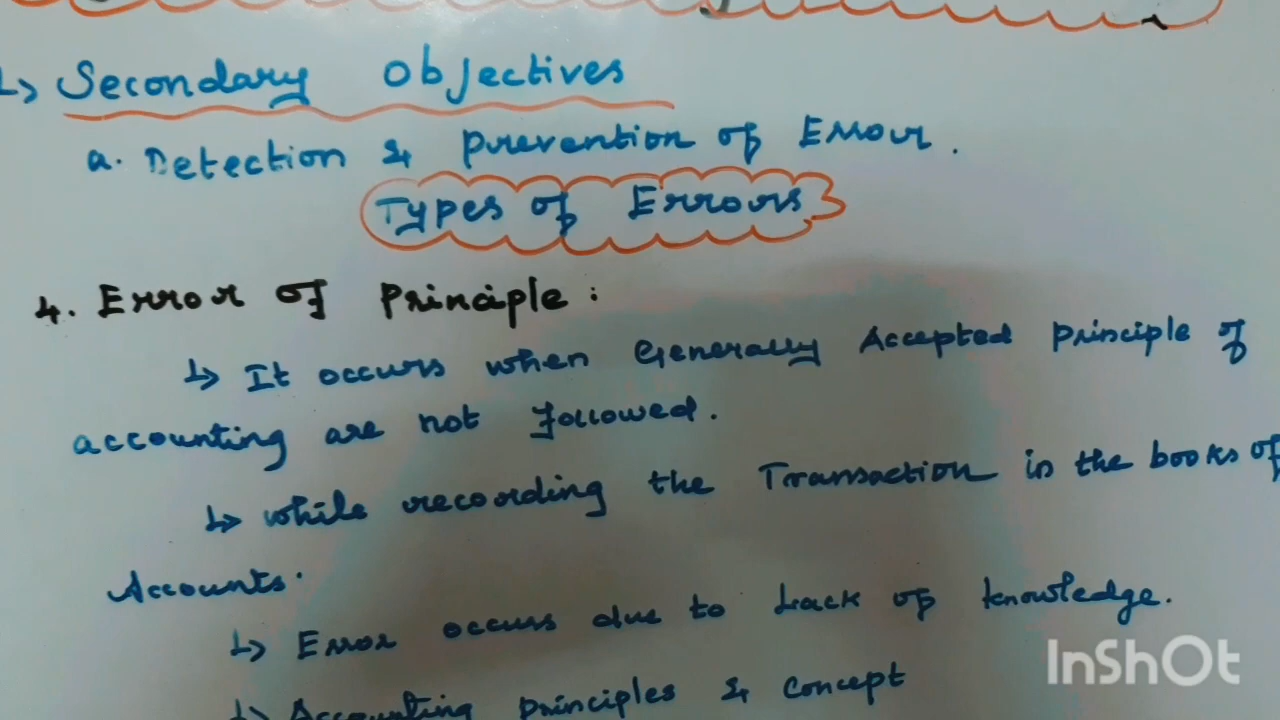 ↳ Secondary Objectives
a. Detection & Prevention of Error.
Types of Errors
4. Error of Principle:
↳ It occurs when Generally Accepted Principle of
accounting are not followed.
↳ while recording the Transaction in the books of
Accounts.
↳ Error occurs due to Lack of knowledge.
↳ Accounting principles & Concept
InShOt